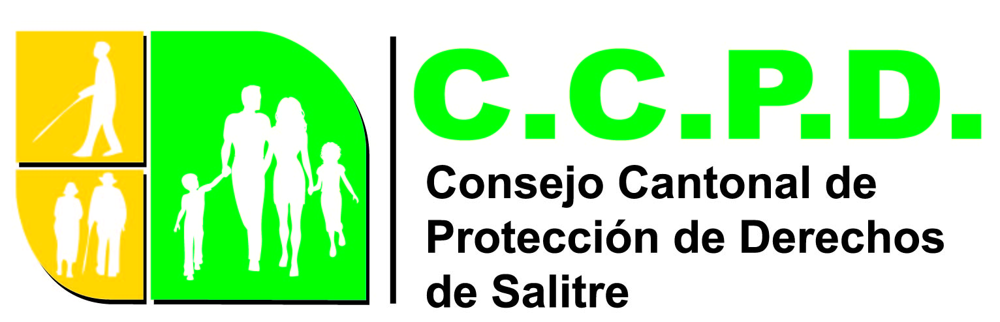 C.C.P.D.
Consejo Cantonal de
Protección de Derechos
de Salitre